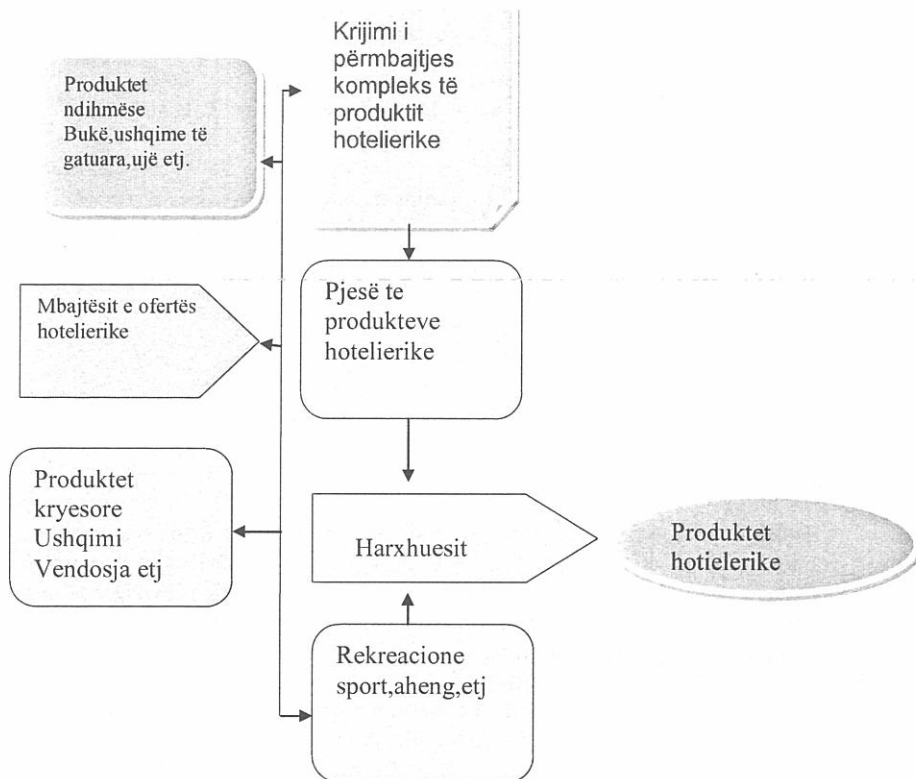 Krijimi i
përmbajtjes
kompleks të
produktit
hotelierike
Produktet
ndihmëse
Bukë,ushqime të
gatuara,ujë etj.
Mbajtësit e ofertës
hotelierike
Pjesë te
produkteve
hotelierike
Produktet
kryesore
Ushqimi
Vendosja etj
Harxhuesit
Produktet
hotielerike
Rekreacione
sport,aheng,etj